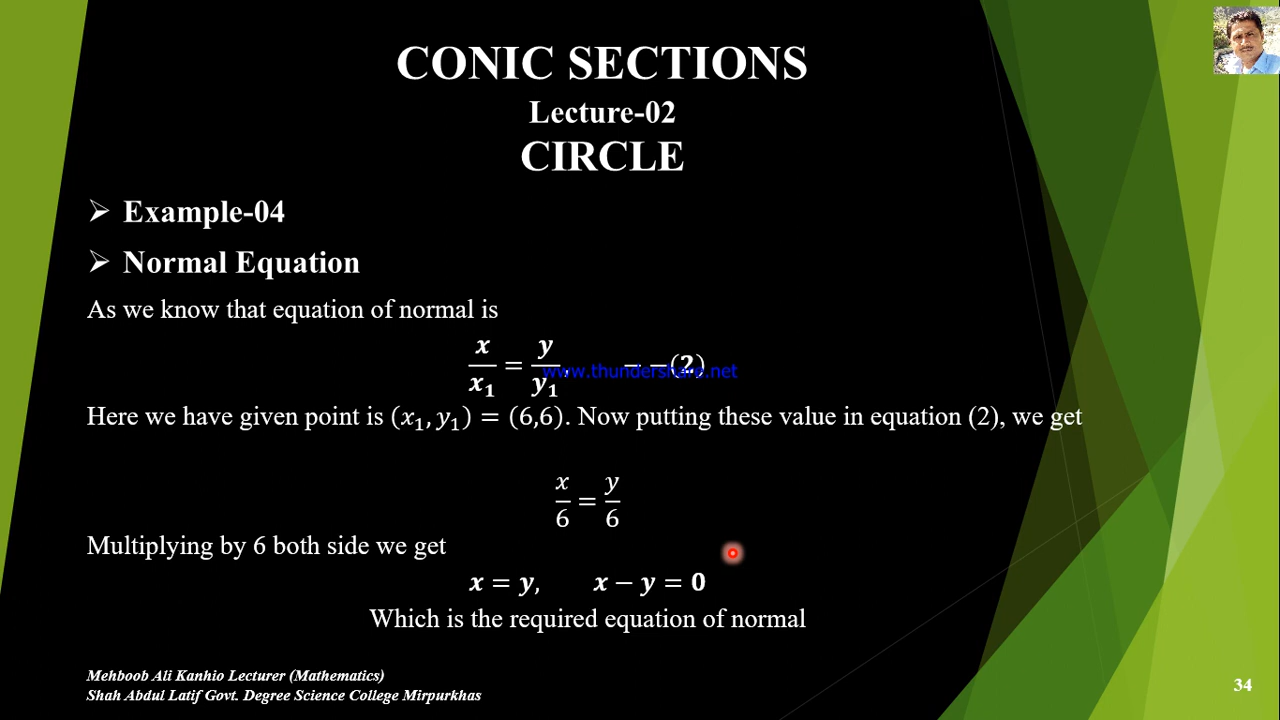 CONIC SECTIONS
Lecture-02
CIRCLE
➢ Example-04
➢ Normal Equation
As we know that equation of normal is
x/x₁ = y/y₁, − −(2)
www.thundershare.net
Here we have given point is (x₁, y₁) = (6,6). Now putting these value in equation (2), we get
x/6 = y/6
Multiplying by 6 both side we get
x = y, x − y = 0
Which is the required equation of normal
Mehboob Ali Kanhio Lecturer (Mathematics)
Shah Abdul Latif Govt. Degree Science College Mirpurkhas
34